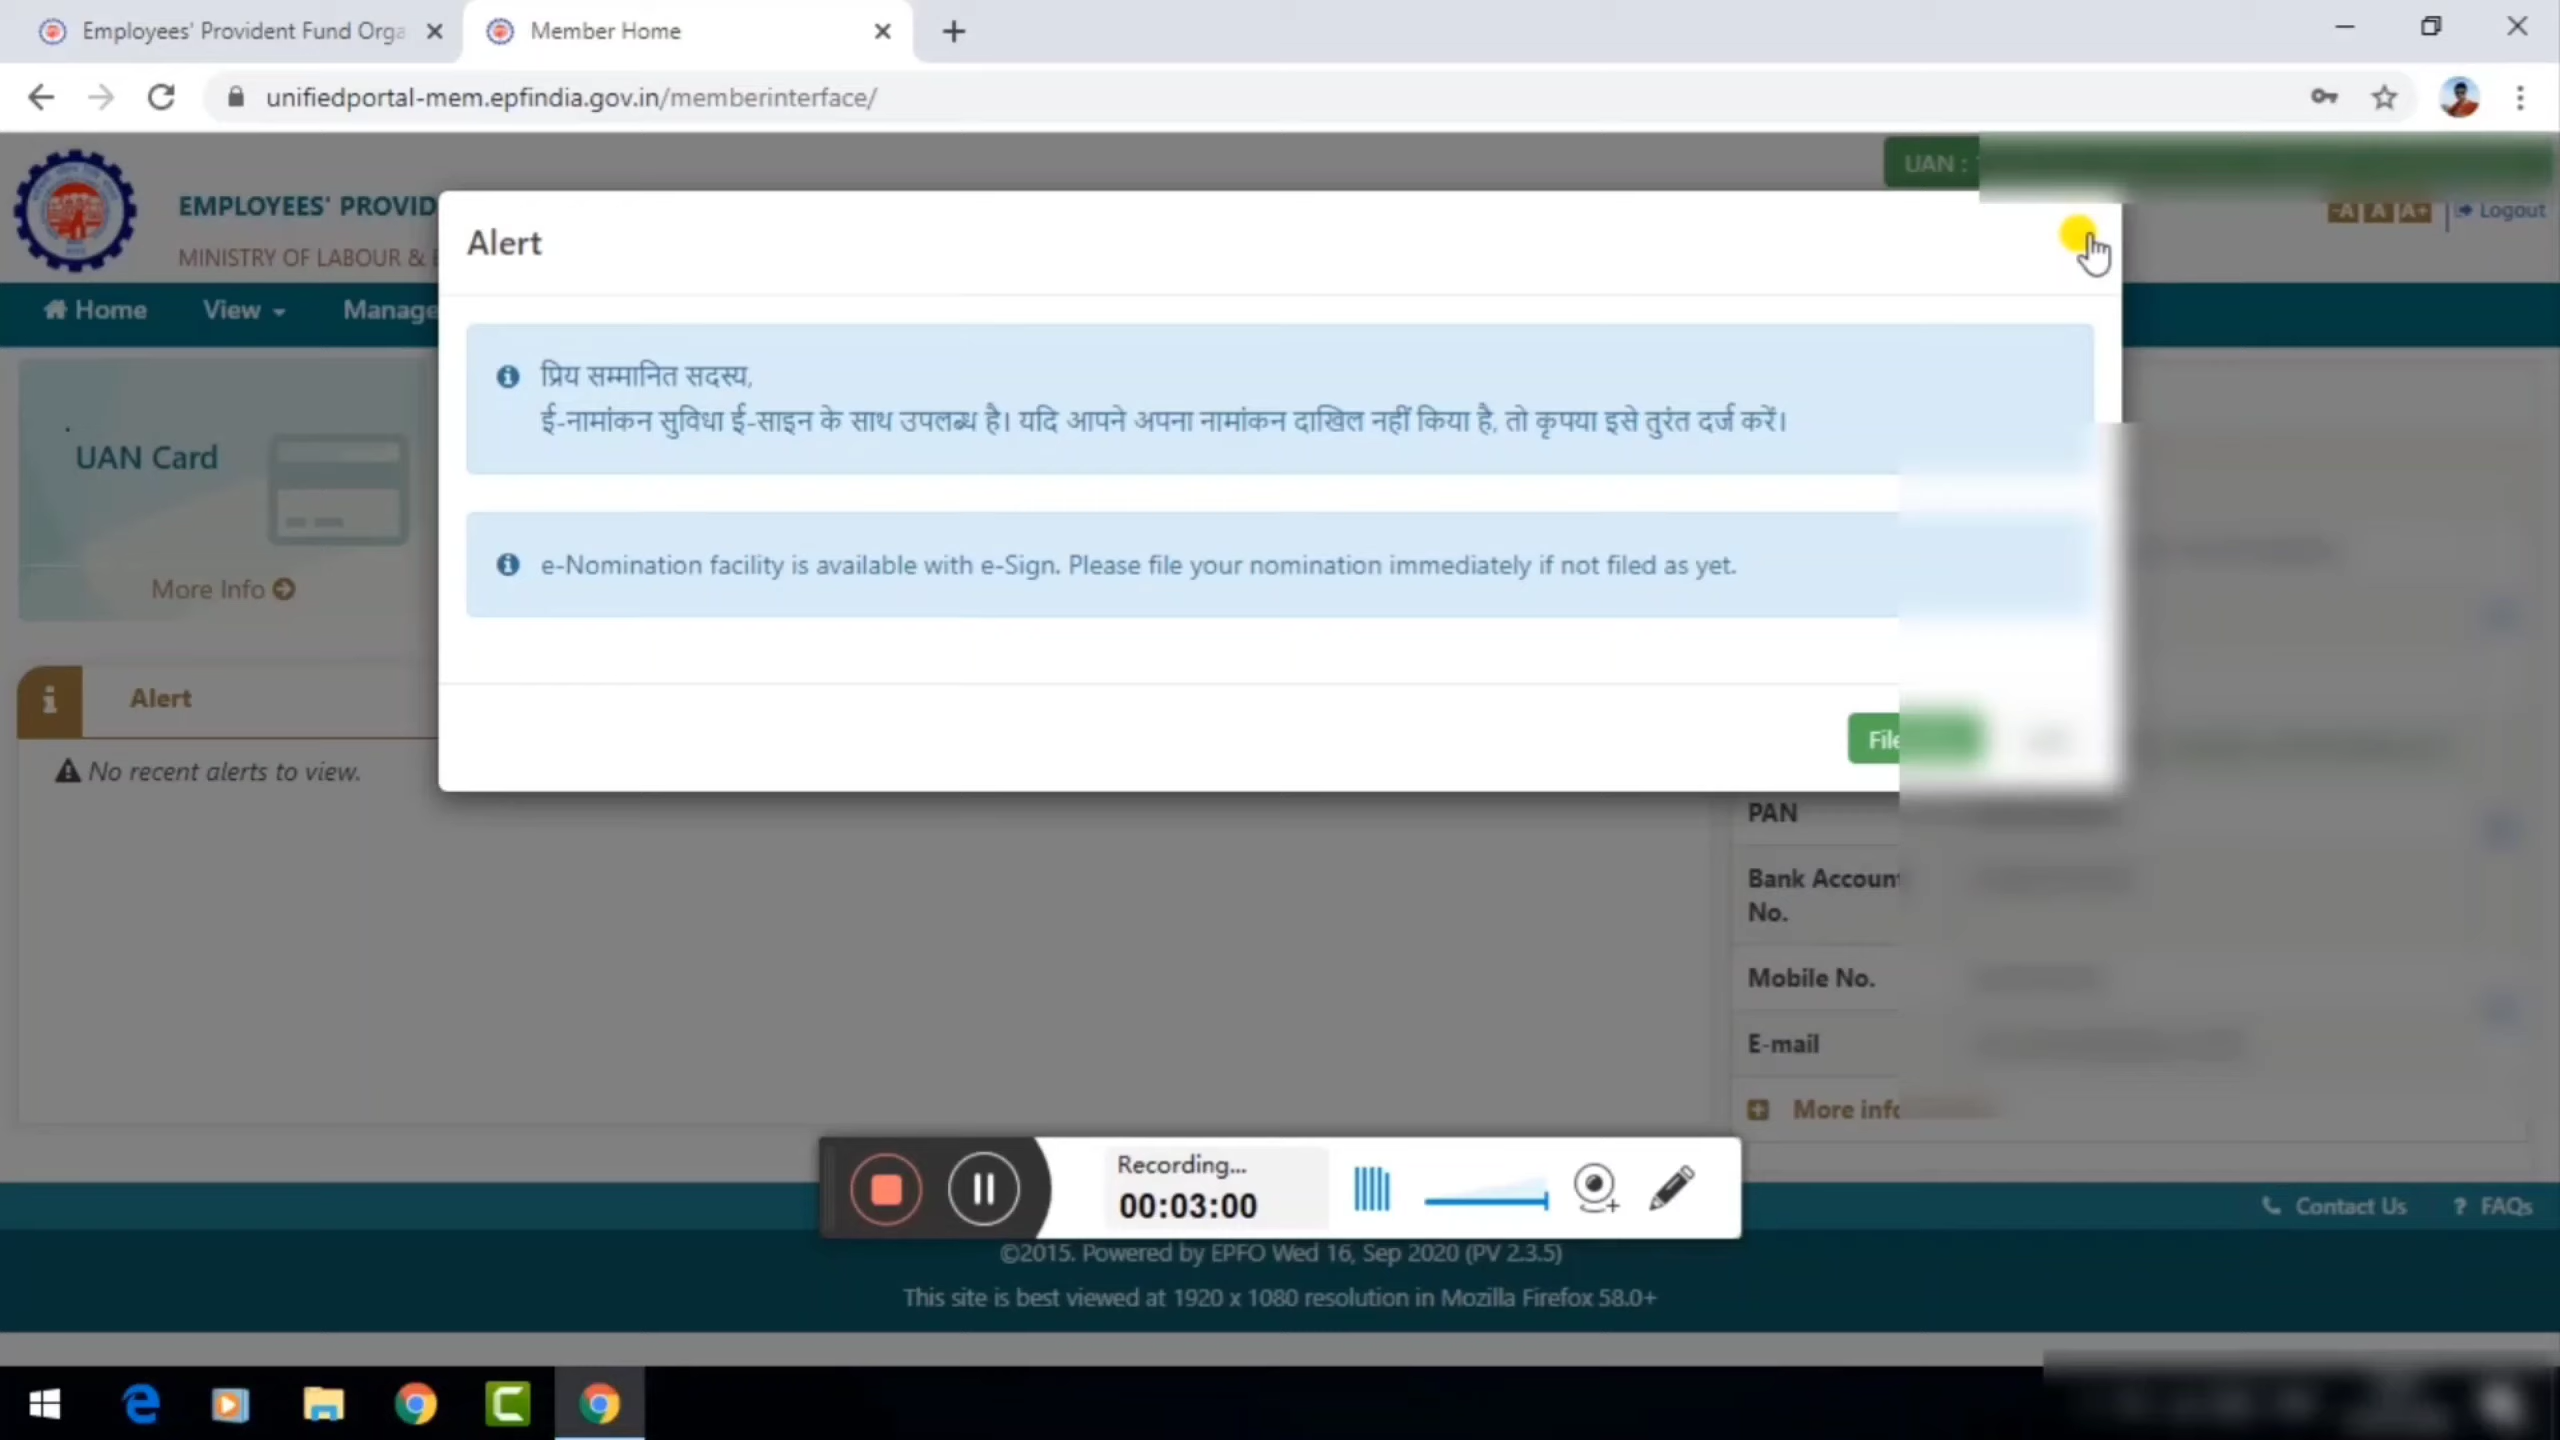 Employees' Provident Fund Orga
Member Home
unifiedportal-mem.epfindia.gov.in/memberinterface/
UAN :
EMPLOYEES' PROVID
MINISTRY OF LABOUR &
-A A A+ Logout
Home View Manage
Alert
प्रिय सम्मानित सदस्य,
ई-नामांकन सुविधा ई-साइन के साथ उपलब्ध है। यदि आपने अपना नामांकन दाखिल नहीं किया है, तो कृपया इसे तुरंत दर्ज करें।
e-Nomination facility is available with e-Sign. Please file your nomination immediately if not filed as yet.
File
UAN Card
More Info
Alert
No recent alerts to view.
PAN
Bank Account
No.
Mobile No.
E-mail
More info
Recording...
00:03:00
Contact Us ? FAQs
©2015. Powered by EPFO Wed 16, Sep 2020 (PV 2.3.5)
This site is best viewed at 1920 x 1080 resolution in Mozilla Firefox 58.0+